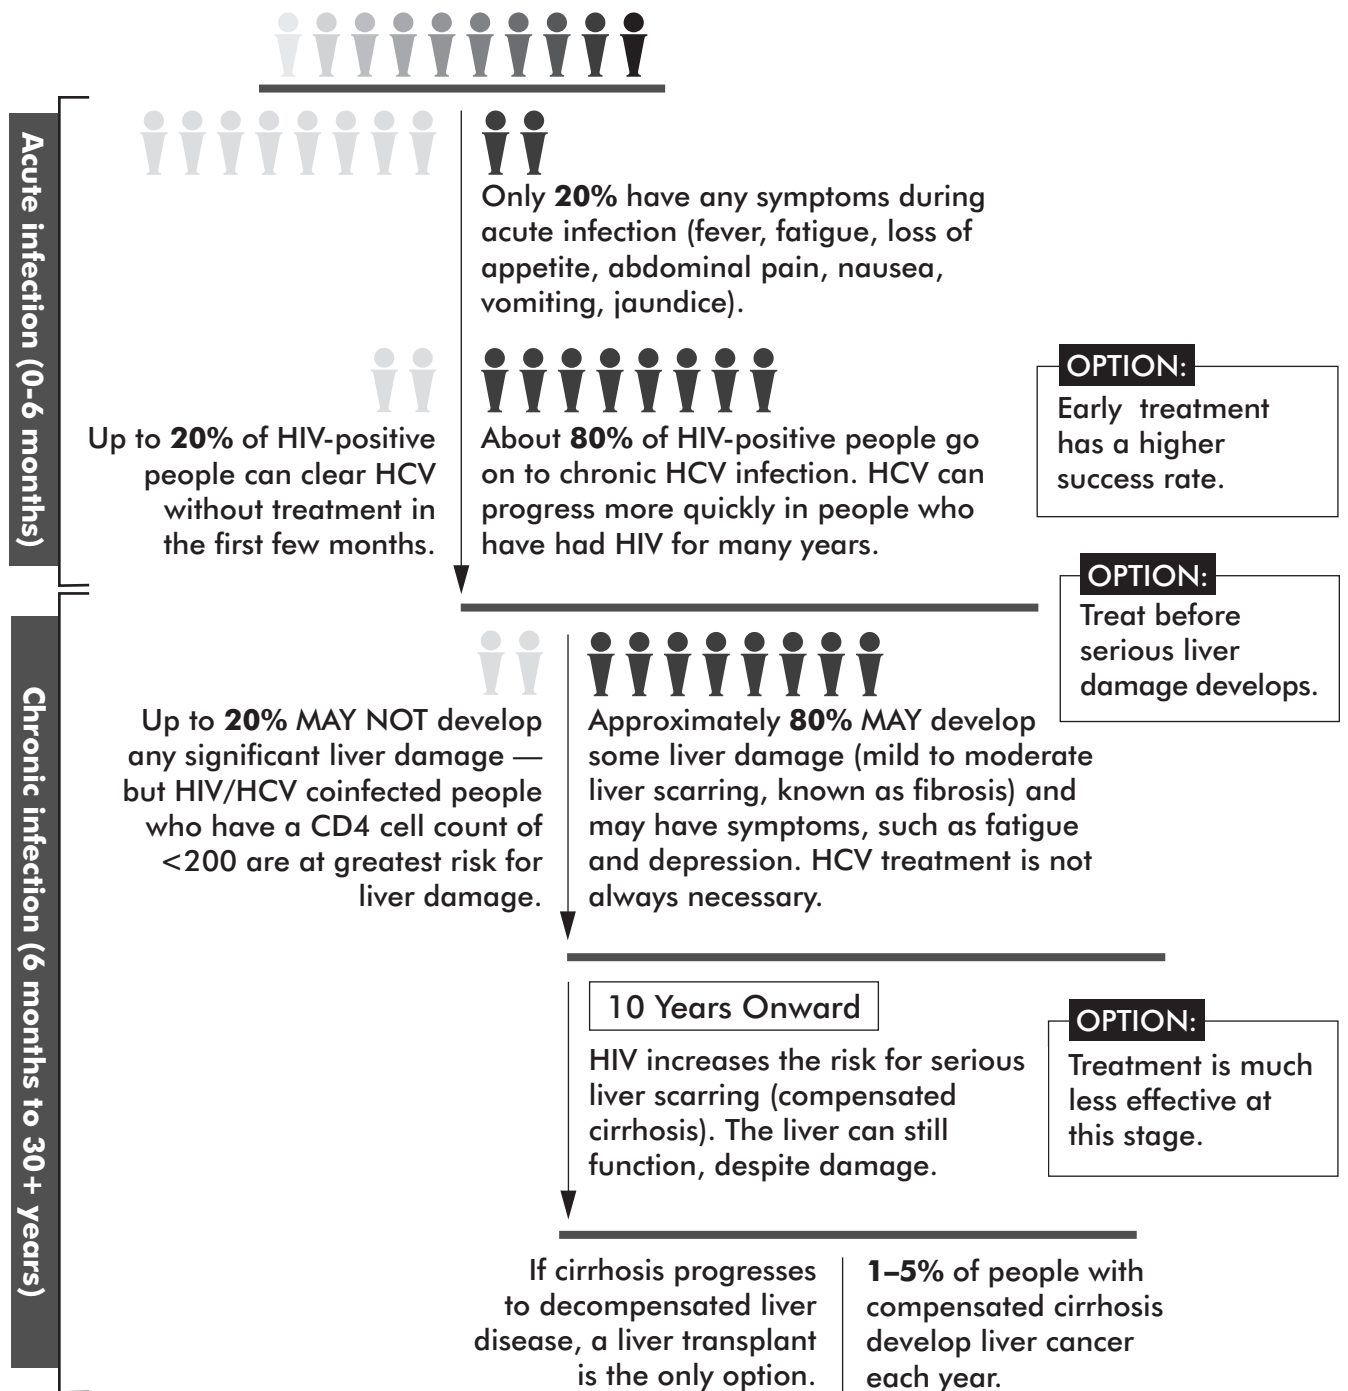 Acute infection (0-6 months)
Only 20% have any symptoms during
acute infection (fever, fatigue, loss of
appetite, abdominal pain, nausea,
vomiting, jaundice).
Up to 20% of HIV-positive
people can clear HCV
without treatment in
the first few months.
About 80% of HIV-positive people go
on to chronic HCV infection. HCV can
progress more quickly in people who
have had HIV for many years.
OPTION:
Early treatment
has a higher
success rate.
Chronic infection (6 months to 30+ years)
OPTION:
Treat before
serious liver
damage develops.
Up to 20% MAY NOT develop
any significant liver damage —
but HIV/HCV coinfected people
who have a CD4 cell count of
<200 are at greatest risk for
liver damage.
Approximately 80% MAY develop
some liver damage (mild to moderate
liver scarring, known as fibrosis) and
may have symptoms, such as fatigue
and depression. HCV treatment is not
always necessary.
10 Years Onward
HIV increases the risk for serious
liver scarring (compensated
cirrhosis). The liver can still
function, despite damage.
OPTION:
Treatment is much
less effective at
this stage.
If cirrhosis progresses
to decompensated liver
disease, a liver transplant
is the only option.
1–5% of people with
compensated cirrhosis
develop liver cancer
each year.